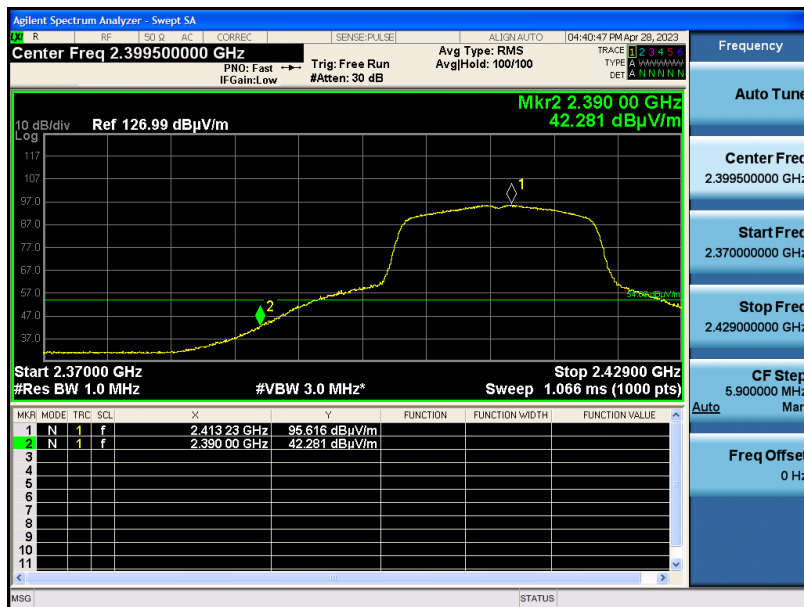 Agilent Spectrum Analyzer - Swept SA
LXI R RF 50 Ω AC CORREC SENSE:PULSE ALIGN AUTO 04:40:47 PM Apr 28, 2023
Center Freq 2.399500000 GHz
PNO: Fast
IFGain:Low
Trig: Free Run
#Atten: 30 dB
Avg Type: RMS
Avg|Hold: 100/100
TRACE 1 2 3 4 5 6
TYPE A WWWWW
DET A N N N N N
Mkr2 2.390 00 GHz
42.281 dBµV/m
10 dB/div Ref 126.99 dBµV/m
Log
117
107
97.0
87.0
77.0
67.0
57.0
47.0
37.0
1
2
Start 2.37000 GHz Stop 2.42900 GHz
#Res BW 1.0 MHz #VBW 3.0 MHz* Sweep 1.066 ms (1000 pts)
MKR MODE TRC SCL X Y FUNCTION FUNCTION WIDTH FUNCTION VALUE
1 N 1 f 2.413 23 GHz 95.616 dBµV/m
2 N 1 f 2.390 00 GHz 42.281 dBµV/m
3
4
5
6
7
8
9
10
11
MSG STATUS
Frequency
Auto Tune
Center Freq
2.399500000 GHz
Start Freq
2.370000000 GHz
Stop Freq
2.429000000 GHz
CF Step
5.900000 MHz
Auto Man
Freq Offset
0 Hz